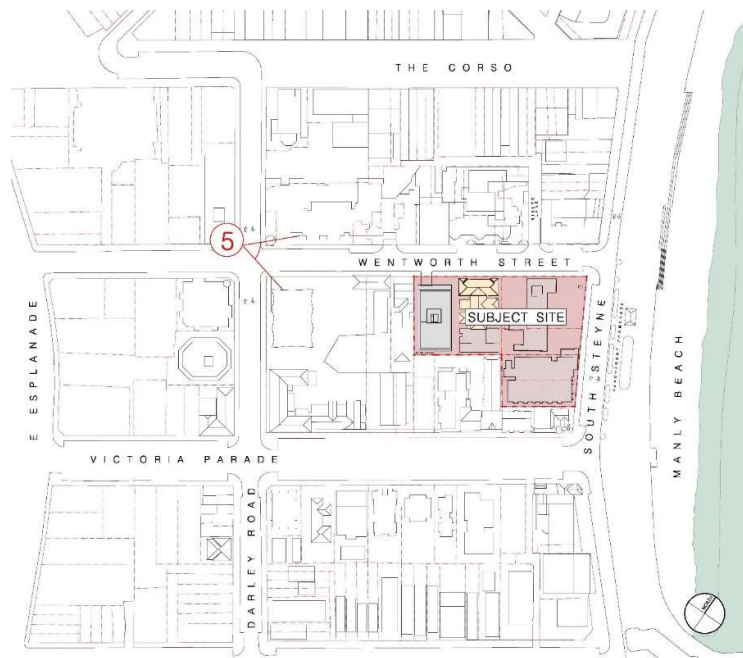 THE CORSO
5
WENTWORTH STREET
SUBJECT SITE
E ESPLANADE
SOUTH STEYNE
MANLY BEACH
VICTORIA PARADE
DARLEY ROAD
NORTH